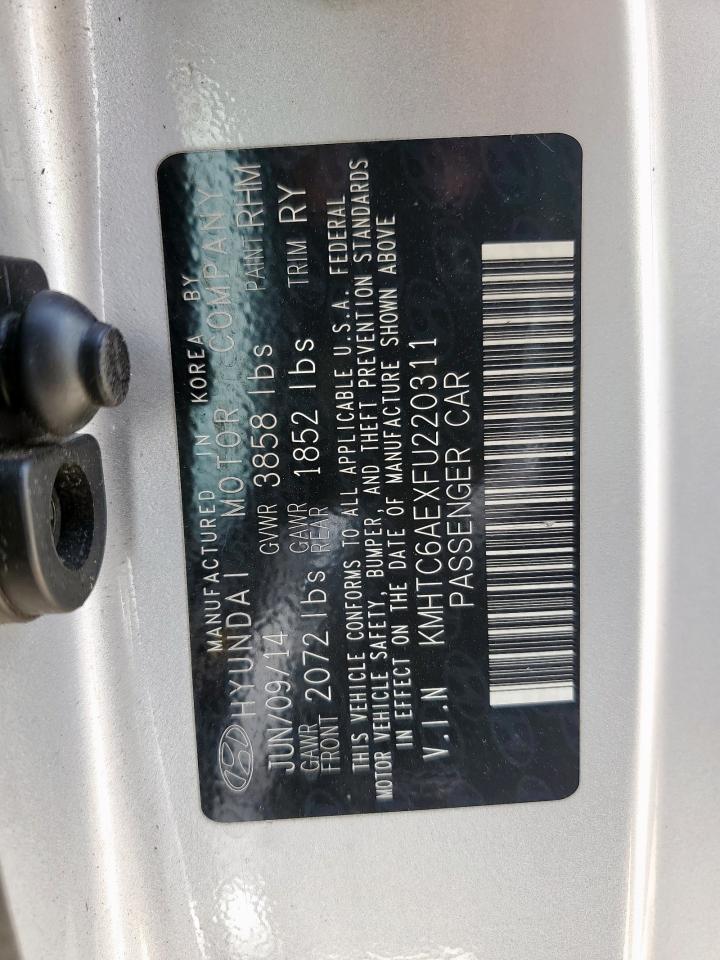 MANUFACTURED IN KOREA BY
HYUNDAI MOTOR COMPANY
JUN/09/14 GVWR 3858 lbs PAINT RHM
GAWR FRONT 2072 lbs GAWR REAR 1852 lbs TRIM RY
THIS VEHICLE CONFORMS TO ALL APPLICABLE U.S.A. FEDERAL
MOTOR VEHICLE SAFETY, BUMPER, AND THEFT PREVENTION STANDARDS
IN EFFECT ON THE DATE OF MANUFACTURE SHOWN ABOVE
V.I.N KMHTC6AEXFU220311
PASSENGER CAR